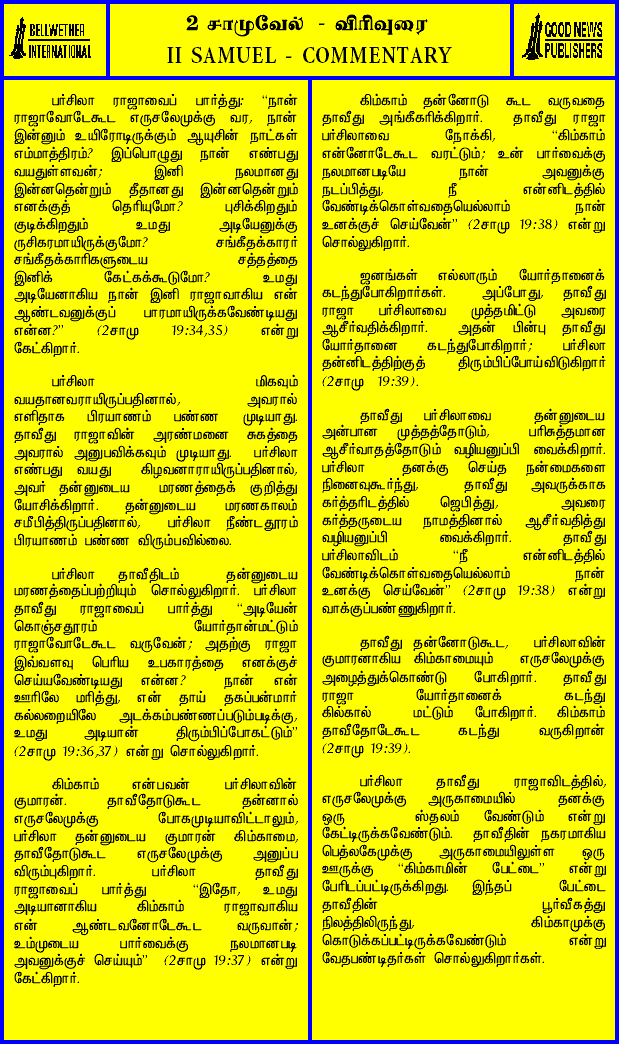 BELLWETHER
INTERNATIONAL
2 சாமுவேல் - விரிவுரை
II SAMUEL - COMMENTARY
GOOD NEWS
PUBLISHERS
பர்சிலா ராஜாவைப் பார்த்து: “நான்
ராஜாவோடேகூட எருசலேமுக்கு வர, நான்
இன்னும் உயிரோடிருக்கும் ஆயுசின் நாட்கள்
எம்மாத்திரம்? இப்பொழுது நான் எண்பது
வயதுள்ளவன்; இனி நலமானது
இன்னதென்றும் தீதானது இன்னதென்றும்
எனக்குத் தெரியுமோ? புசிக்கிறதும்
குடிக்கிறதும் உமது அடியேனுக்கு
ருசிகரமாயிருக்குமோ? சங்கீதக்காரர்
சங்கீதக்காரிகளுடைய சத்தத்தை
இனிக் கேட்கக்கூடுமோ? உமது
அடியேனாகிய நான் இனி ராஜாவாகிய என்
ஆண்டவனுக்குப் பாரமாயிருக்கவேண்டியது
என்ன?” (2சாமு 19:34,35) என்று
கேட்கிறார்.
பர்சிலா மிகவும்
வயதானவராயிருப்பதினால், அவரால்
எளிதாக பிரயாணம் பண்ண முடியாது.
தாவீது ராஜாவின் அரண்மனை சுகத்தை
அவரால் அனுபவிக்கவும் முடியாது. பர்சிலா
எண்பது வயது கிழவனாராயிருப்பதினால்,
அவர் தன்னுடைய மரணத்தைக் குறித்து
யோசிக்கிறார். தன்னுடைய மரணகாலம்
சமீபித்திருப்பதினால், பர்சிலா நீண்டதூரம்
பிரயாணம் பண்ண விரும்பவில்லை.
பர்சிலா தாவீதிடம் தன்னுடைய
மரணத்தைப்பற்றியும் சொல்லுகிறார். பர்சிலா
தாவீது ராஜாவைப் பார்த்து “அடியேன்
கொஞ்சதூரம் யோர்தான்மட்டும்
ராஜாவோடேகூட வருவேன்; அதற்கு ராஜா
இவ்வளவு பெரிய உபகாரத்தை எனக்குச்
செய்யவேண்டியது என்ன? நான் என்
ஊரிலே மரித்து, என் தாய் தகப்பன்மார்
கல்லறையிலே அடக்கம்பண்ணப்படும்படிக்கு,
உமது அடியான் திரும்பிப்போகட்டும்”
(2சாமு 19:36,37) என்று சொல்லுகிறார்.
கிம்காம் என்பவன் பர்சிலாவின்
குமாரன். தாவீதோடுகூட தன்னால்
எருசலேமுக்கு போகமுடியாவிட்டாலும்,
பர்சிலா தன்னுடைய குமாரன் கிம்காமை,
தாவீதோடுகூட எருசலேமுக்கு அனுப்ப
விரும்புகிறார். பர்சிலா தாவீது
ராஜாவைப் பார்த்து “இதோ, உமது
அடியானாகிய கிம்காம் ராஜாவாகிய
என் ஆண்டவனோடேகூட வருவான்;
உம்முடைய பார்வைக்கு நலமானபடி
அவனுக்குச் செய்யும்” (2சாமு 19:37) என்று
கேட்கிறார்.
கிம்காம் தன்னோடு கூட வருவதை
தாவீது அங்கீகரிக்கிறார். தாவீது ராஜா
பர்சிலாவை நோக்கி, “கிம்காம்
என்னோடேகூட வரட்டும்; உன் பார்வைக்கு
நலமானபடியே நான் அவனுக்கு
நடப்பித்து, நீ என்னிடத்தில்
வேண்டிக்கொள்வதையெல்லாம் நான்
உனக்குச் செய்வேன்” (2சாமு 19:38) என்று
சொல்லுகிறார்.
ஜனங்கள் எல்லாரும் யோர்தானைக்
கடந்துபோகிறார்கள். அப்போது, தாவீது
ராஜா பர்சிலாவை முத்தமிட்டு அவரை
ஆசீர்வதிக்கிறார். அதன் பின்பு தாவீது
யோர்தானை கடந்துபோகிறார்; பர்சிலா
தன்னிடத்திற்குத் திரும்பிப்போய்விடுகிறார்
(2சாமு 19:39).
தாவீது பர்சிலாவை தன்னுடைய
அன்பான முத்தத்தோடும், பரிசுத்தமான
ஆசீர்வாதத்தோடும் வழியனுப்பி வைக்கிறார்.
பர்சிலா தனக்கு செய்த நன்மைகளை
நினைவுகூர்ந்து, தாவீது அவருக்காக
கர்த்தரிடத்தில் ஜெபித்து, அவரை
கர்த்தருடைய நாமத்தினால் ஆசீர்வதித்து
வழியனுப்பி வைக்கிறார். தாவீது
பர்சிலாவிடம் “நீ என்னிடத்தில்
வேண்டிக்கொள்வதையெல்லாம் நான்
உனக்கு செய்வேன்” (2சாமு 19:38) என்று
வாக்குப்பண்ணுகிறார்.
தாவீது தன்னோடுகூட, பர்சிலாவின்
குமாரனாகிய கிம்காமையும் எருசலேமுக்கு
அழைத்துக்கொண்டு போகிறார். தாவீது
ராஜா யோர்தானைக் கடந்து
கில்கால் மட்டும் போகிறார். கிம்காம்
தாவீதோடேகூட கடந்து வருகிறான்
(2சாமு 19:39).
பர்சிலா தாவீது ராஜாவிடத்தில்,
எருசலேமுக்கு அருகாமையில் தனக்கு
ஒரு ஸ்தலம் வேண்டும் என்று
கேட்டிருக்கவேண்டும். தாவீதின் நகரமாகிய
பெத்லகேமுக்கு அருகாமையிலுள்ள ஒரு
ஊருக்கு “கிம்காமின் பேட்டை” என்று
பேரிடப்பட்டிருக்கிறது. இந்தப் பேட்டை
தாவீதின் பூர்வீகத்து
நிலத்திலிருந்து, கிம்காமுக்கு
கொடுக்கப்பட்டிருக்கவேண்டும் என்று
வேதபண்டிதர்கள் சொல்லுகிறார்கள்.